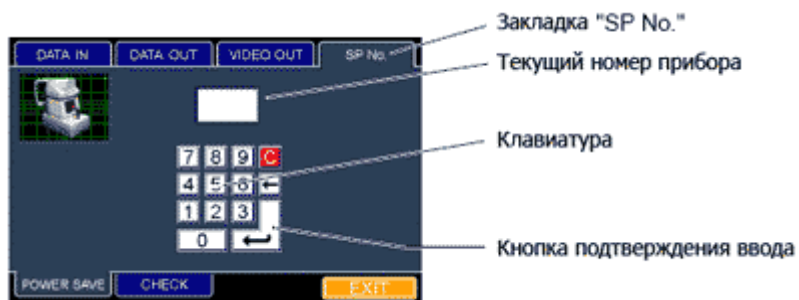 Закладка "SP No."
DATA IN DATA OUT VIDEO OUT SP No.
Текущий номер прибора
7 8 9 C
Клавиатура
4 5 6 ←
1 2 3
0 ↵
Кнопка подтверждения ввода
POWER SAVE CHECK EXIT